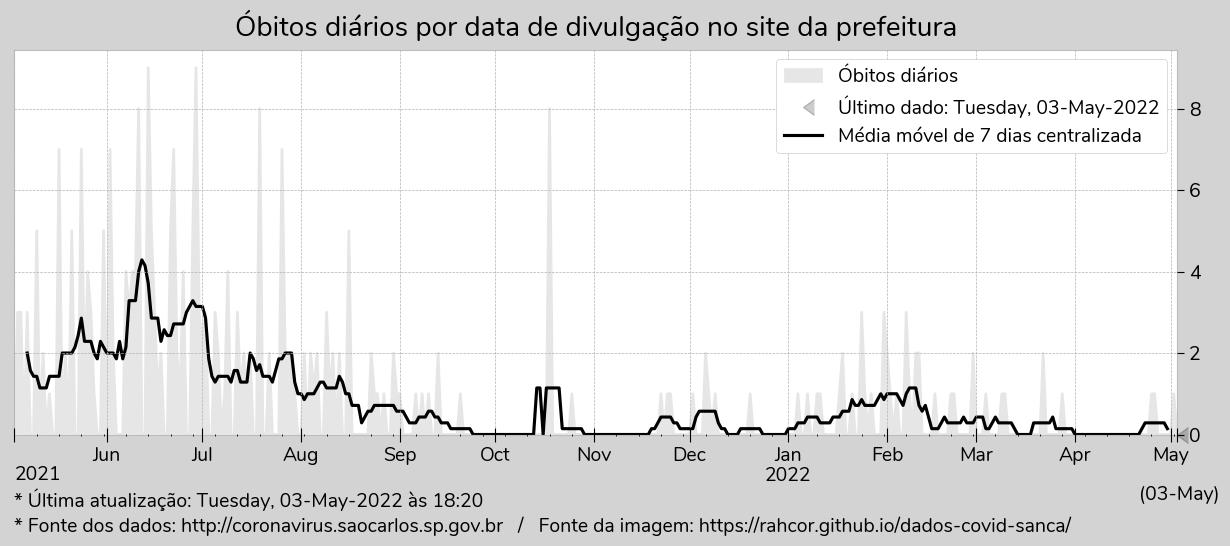 Óbitos diários por data de divulgação no site da prefeitura
Óbitos diários
Último dado: Tuesday, 03-May-2022
Média móvel de 7 dias centralizada
8
6
4
2
0
Jun Jul Aug Sep Oct Nov Dec Jan Feb Mar Apr May
2021 2022
(03-May)
* Última atualização: Tuesday, 03-May-2022 às 18:20
* Fonte dos dados: http://coronavirus.saocarlos.sp.gov.br / Fonte da imagem: https://rahcor.github.io/dados-covid-sanca/